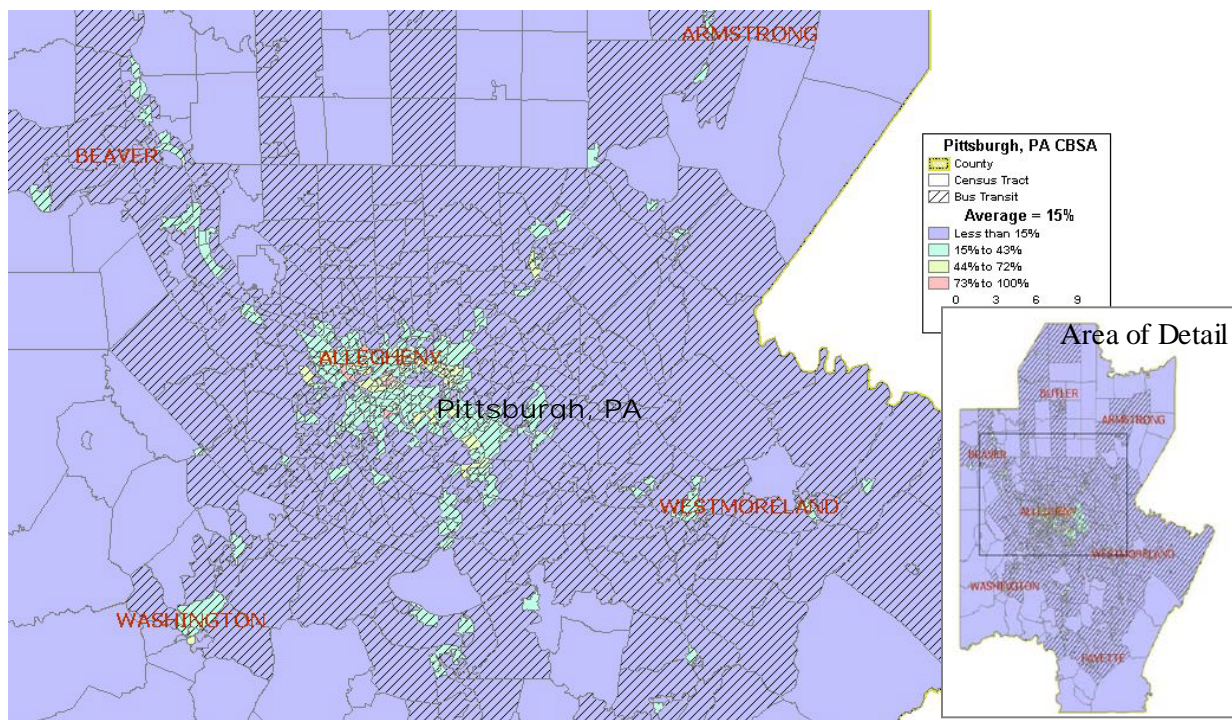 ARMSTRONG
BEAVER
ALLEGHENY
Pittsburgh, PA
WESTMORELAND
WASHINGTON
Pittsburgh, PA CBSA
County
Census Tract
Bus Transit
Average = 15%
Less than 15%
15% to 43%
44% to 72%
73% to 100%
0 3 6 9
Area of Detail
BUTLER
ARMSTRONG
BEAVER
ALLEGHENY
WESTMORELAND
WASHINGTON
FAYETTE